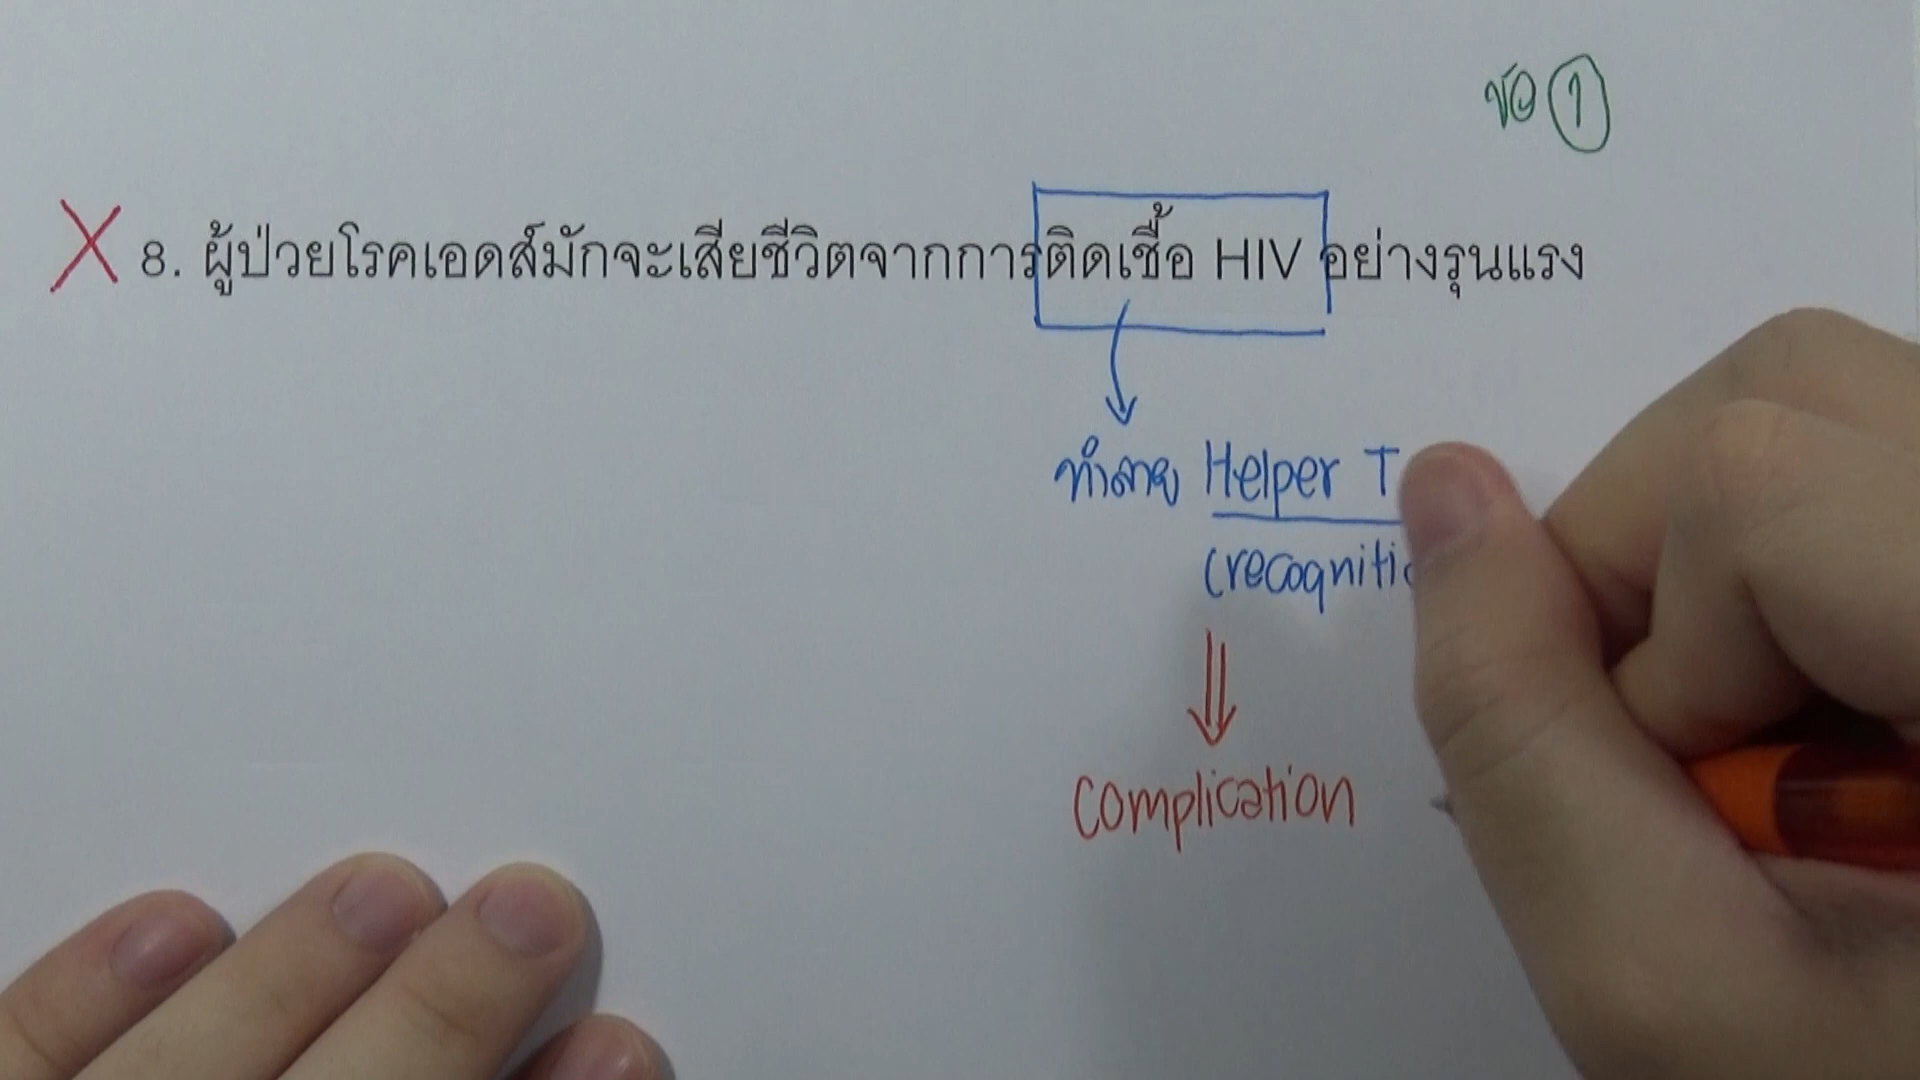 ข้อ ①
X 8. ผู้ป่วยโรคเอดส์มักจะเสียชีวิตจากการติดเชื้อ HIV อย่างรุนแรง
ทำลาย Helper T
(recogniti
complication